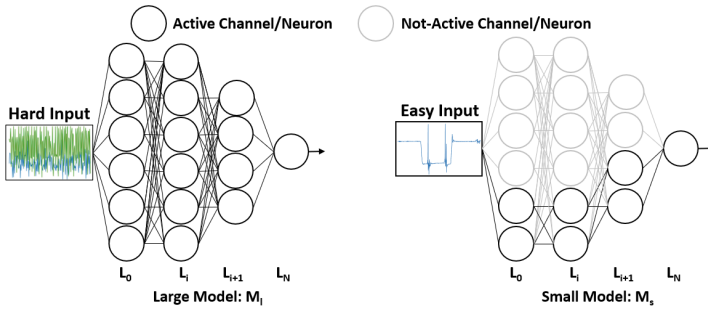 Active Channel/Neuron
Not-Active Channel/Neuron
Hard Input
Easy Input
L0 Li Li+1 LN
L0 Li Li+1 LN
Large Model: Ml
Small Model: Ms